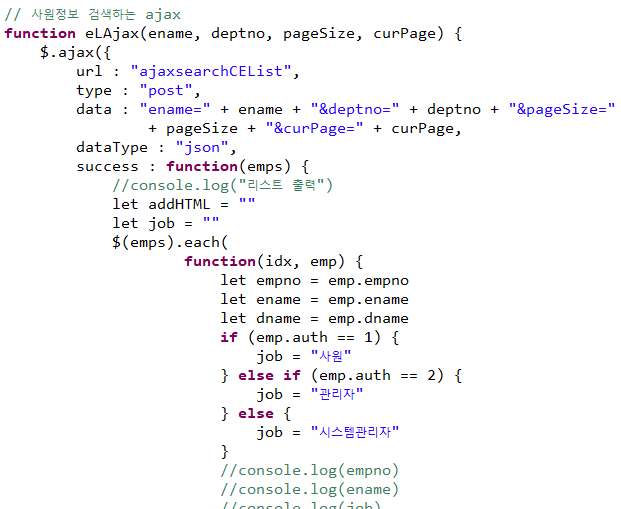 // 사원정보 검색하는 ajax
function eLAjax(ename, deptno, pageSize, curPage) {
    $.ajax({
        url : "ajaxsearchCEList",
        type : "post",
        data : "ename=" + ename + "&deptno=" + deptno + "&pageSize="
                + pageSize + "&curPage=" + curPage,
        dataType : "json",
        success : function(emps) {
            //console.log("리스트 출력")
            let addHTML = ""
            let job = ""
            $(emps).each(
                    function(idx, emp) {
                        let empno = emp.empno
                        let ename = emp.ename
                        let dname = emp.dname
                        if (emp.auth == 1) {
                            job = "사원"
                        } else if (emp.auth == 2) {
                            job = "관리자"
                        } else {
                            job = "시스템관리자"
                        }
                        //console.log(empno)
                        //console.log(ename)
                        //console.log(job)